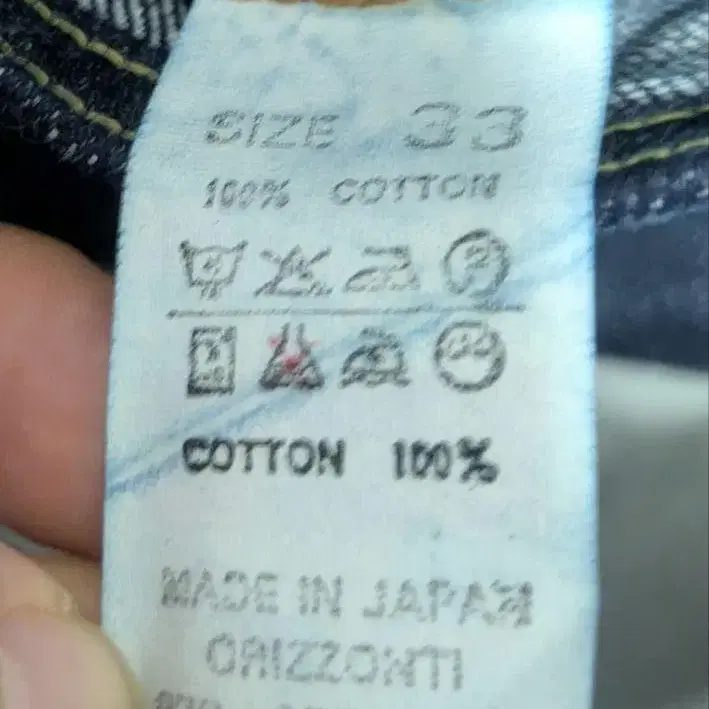 SIZE 33
100% COTTON
COTTON 100%
MADE IN JAPAN
ORIZZONTI